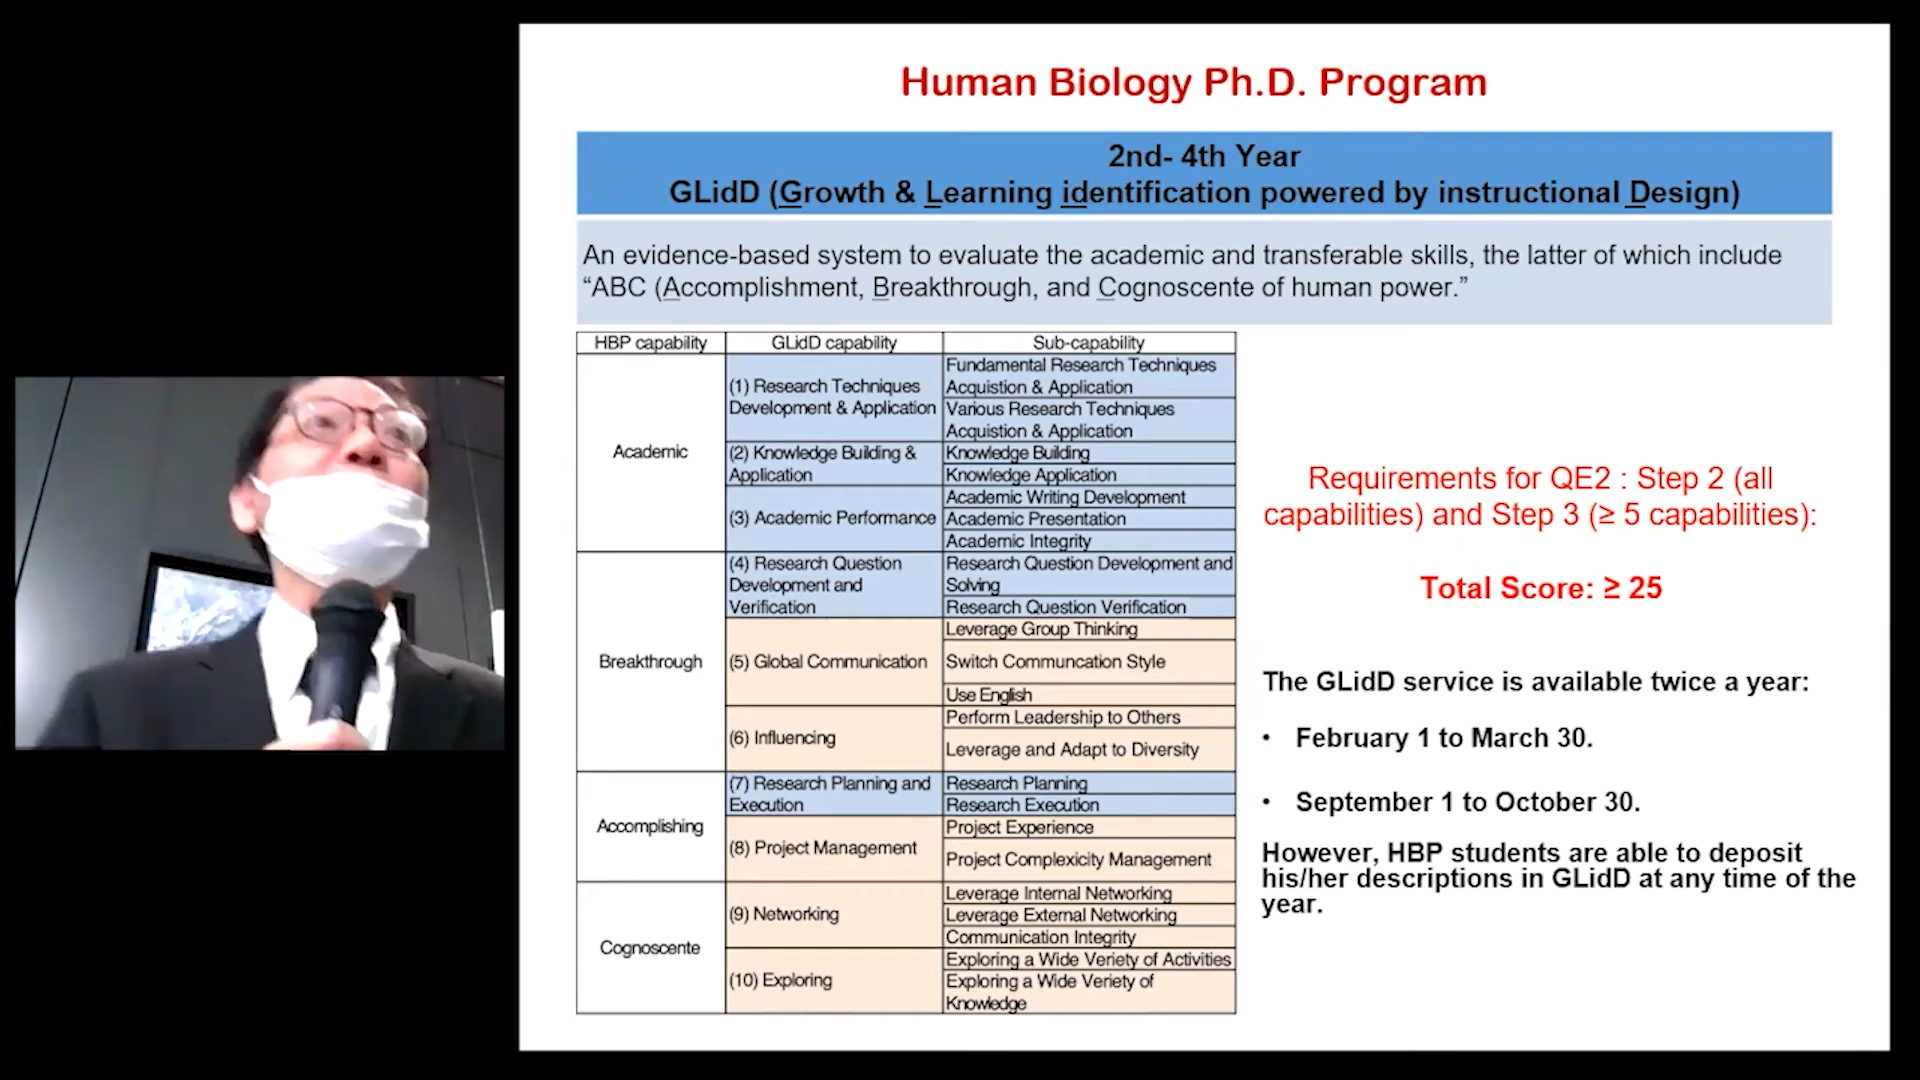 Human Biology Ph.D. Program
2nd- 4th Year
GLidD (Growth & Learning identification powered by instructional Design)
An evidence-based system to evaluate the academic and transferable skills, the latter of which include
“ABC (Accomplishment, Breakthrough, and Cognoscente of human power.”
HBP capability
GLidD capability
Sub-capability
Academic
(1) Research Techniques
Development & Application
Fundamental Research Techniques
Acquistion & Application
Various Research Techniques
Acquistion & Application
(2) Knowledge Building &
Application
Knowledge Building
Knowledge Application
(3) Academic Performance
Academic Writing Development
Academic Presentation
Academic Integrity
Breakthrough
(4) Research Question
Development and
Verification
Research Question Development and
Solving
Research Question Verification
(5) Global Communication
Leverage Group Thinking
Switch Communcation Style
Use English
(6) Influencing
Perform Leadership to Others
Leverage and Adapt to Diversity
Accomplishing
(7) Research Planning and
Execution
Research Planning
Research Execution
(8) Project Management
Project Experience
Project Complexicity Management
Cognoscente
(9) Networking
Leverage Internal Networking
Leverage External Networking
Communication Integrity
(10) Exploring
Exploring a Wide Veriety of Activities
Exploring a Wide Veriety of
Knowledge
Requirements for QE2 : Step 2 (all
capabilities) and Step 3 (≥ 5 capabilities):
Total Score: ≥ 25
The GLidD service is available twice a year:
• February 1 to March 30.
• September 1 to October 30.
However, HBP students are able to deposit
his/her descriptions in GLidD at any time of the
year.